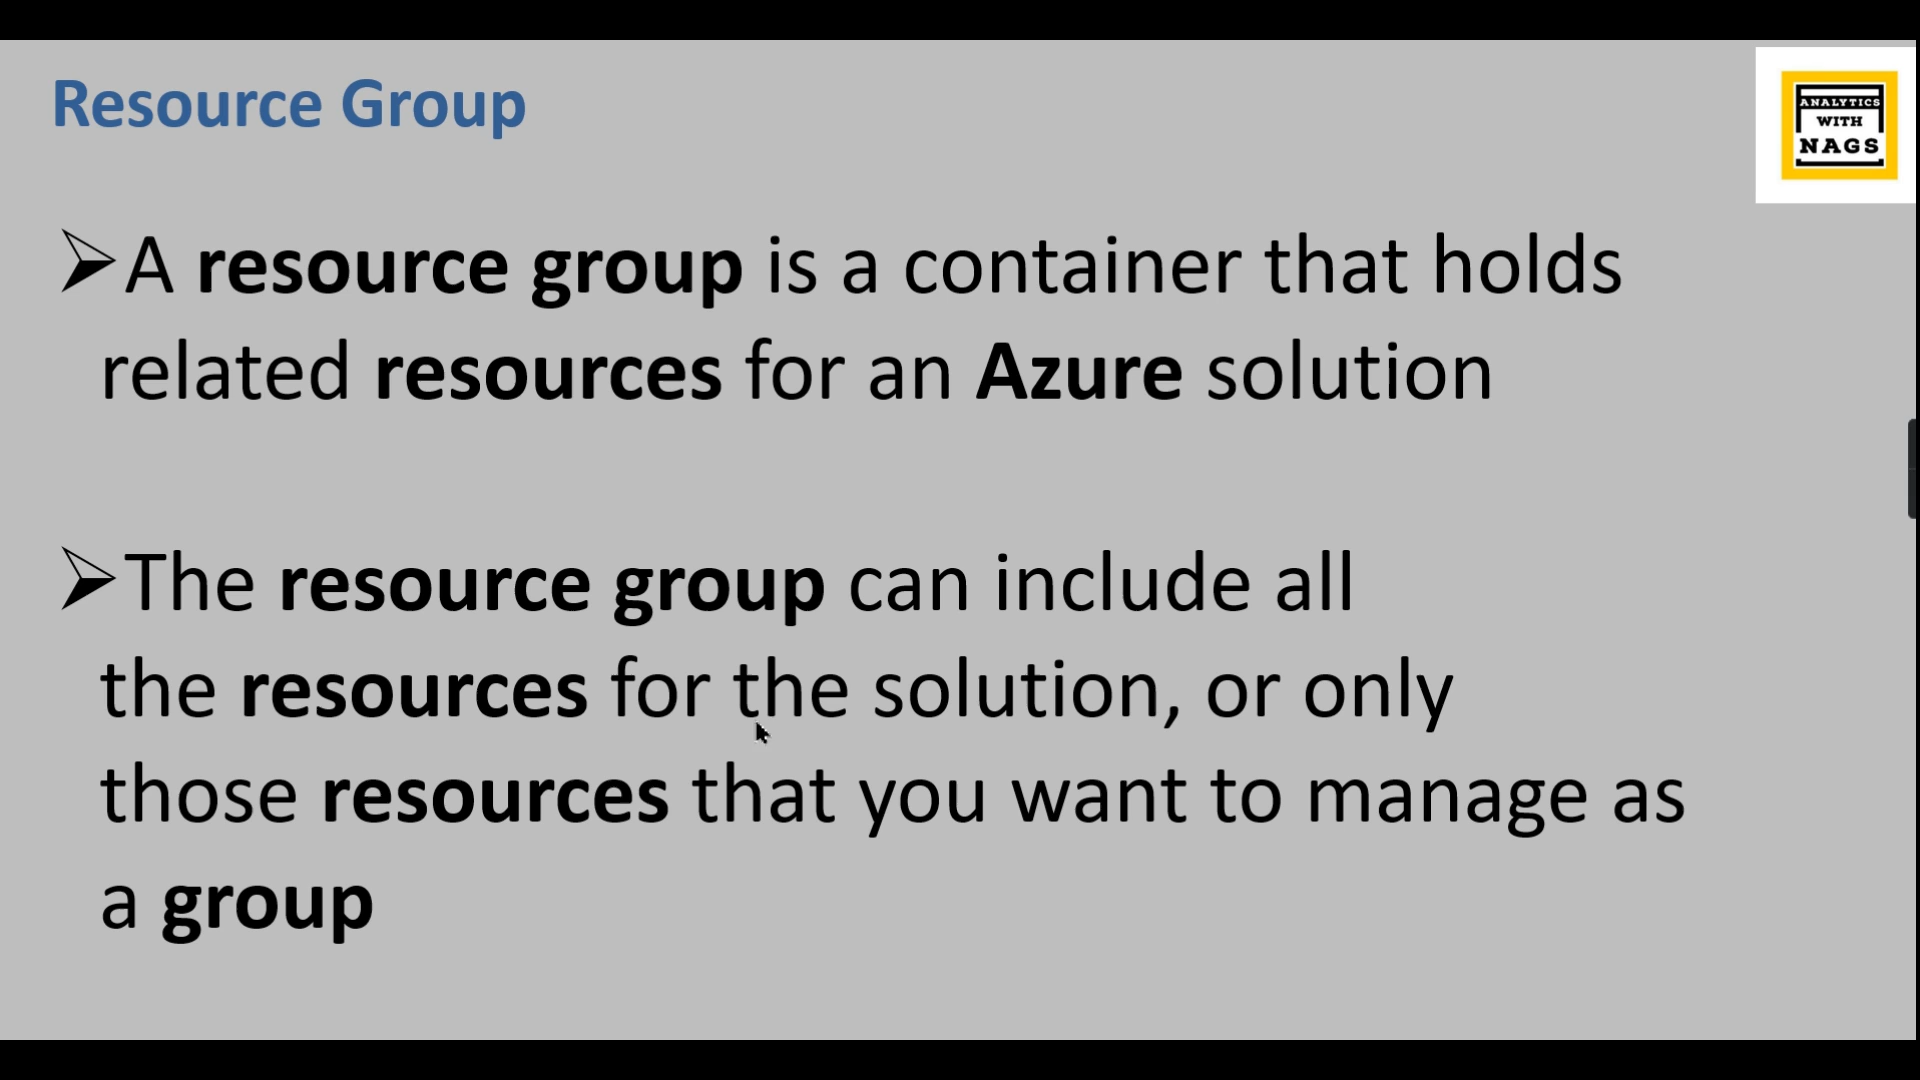 Resource Group
ANALYTICS
WITH
NAGS
➢A resource group is a container that holds
related resources for an Azure solution
➢The resource group can include all
the resources for the solution, or only
those resources that you want to manage as
a group